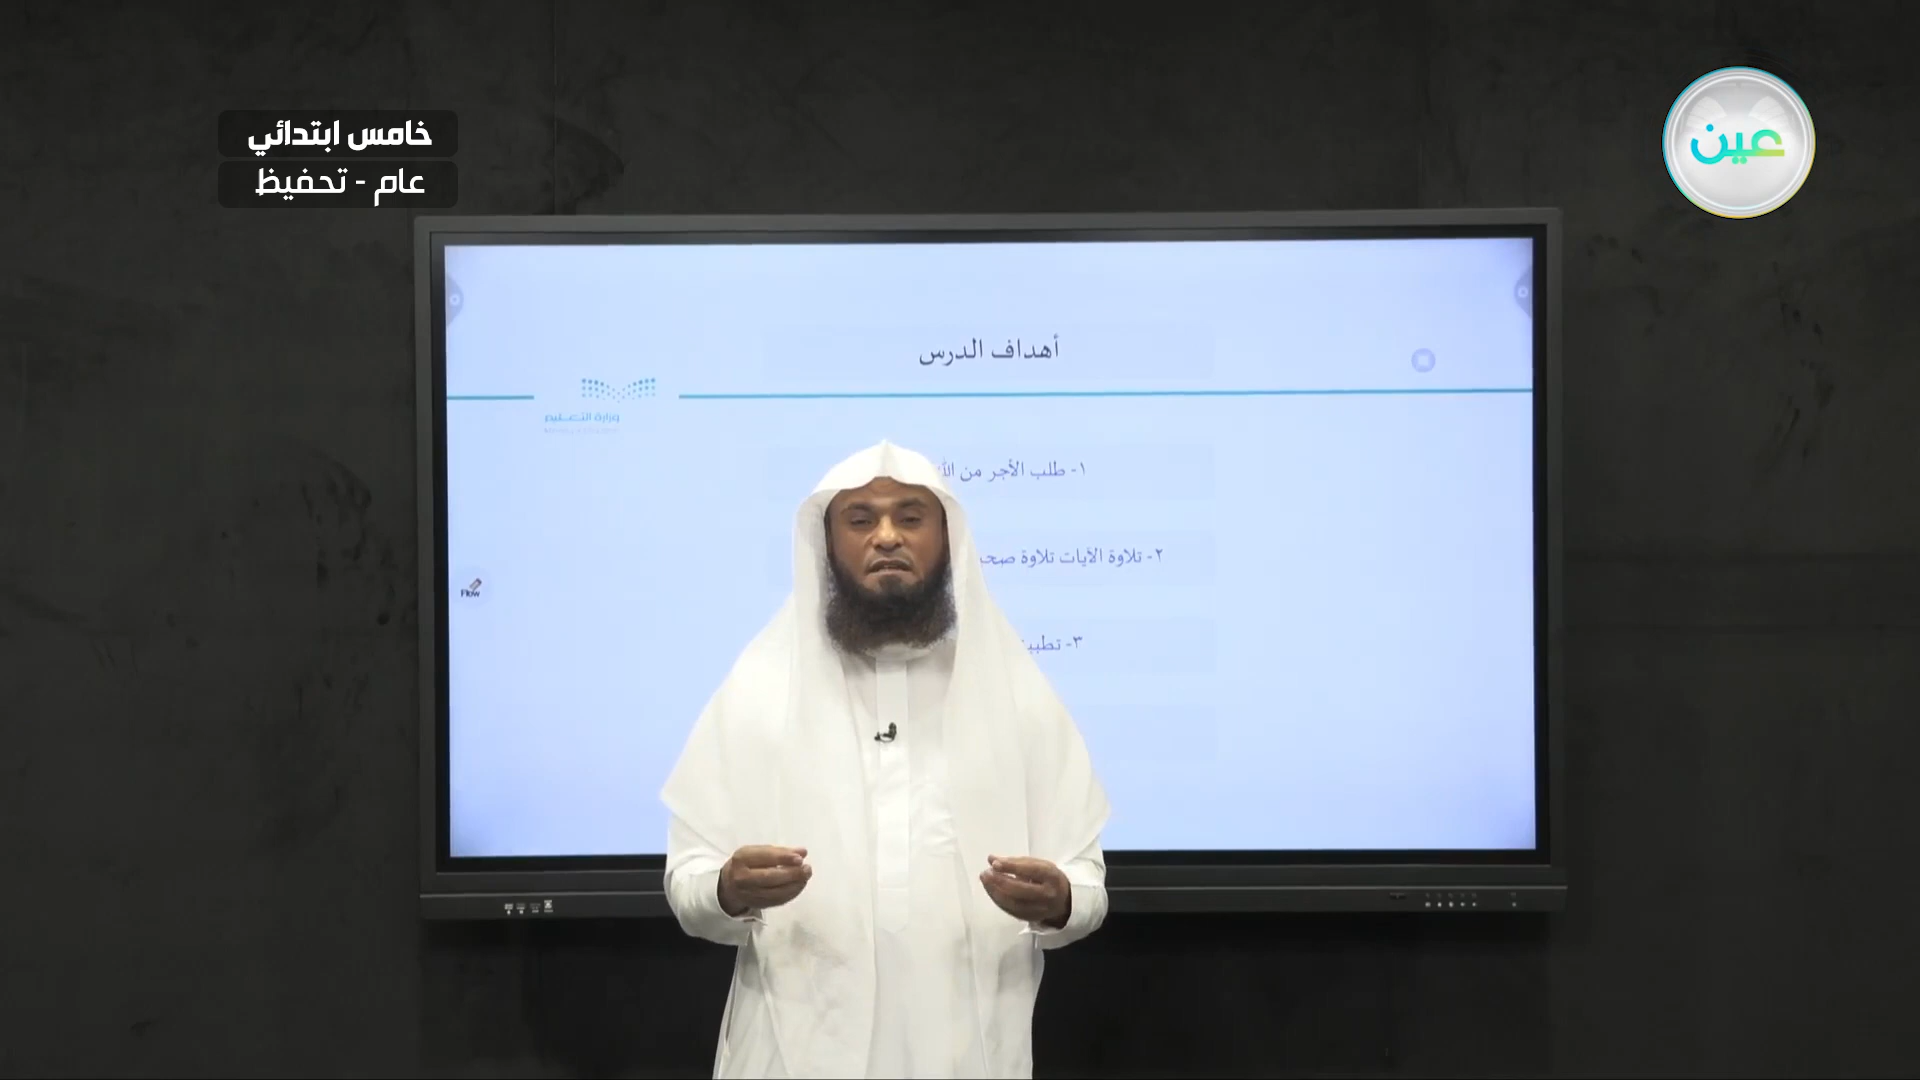 خامس ابتدائي
عام - تحفيظ
عين
أهداف الدرس
وزارة التعليم
١- طلب الأجر من الله
٢- تلاوة الآيات تلاوة
٣-
Flow